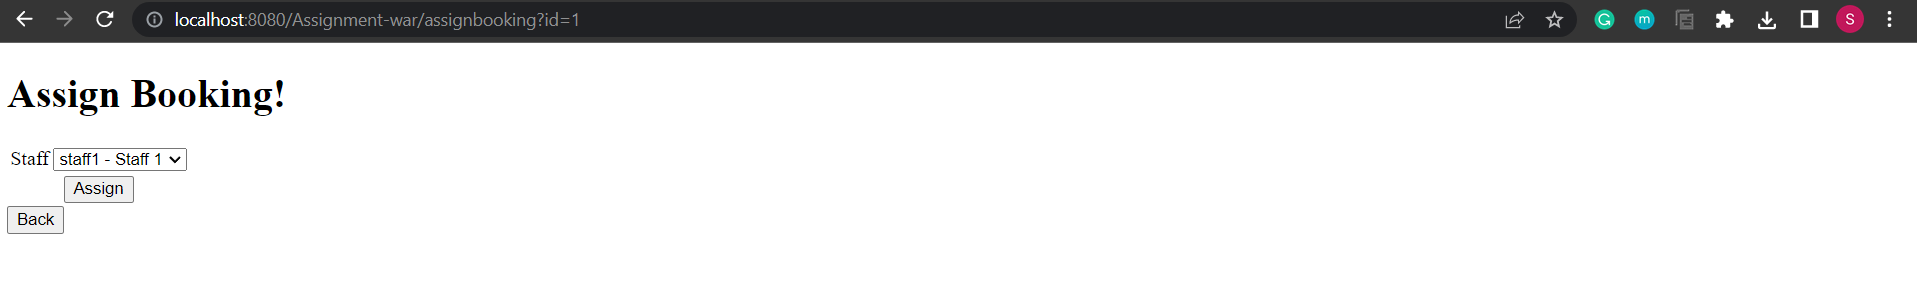 localhost:8080/Assignment-war/assignbooking?id=1
G m S
Assign Booking!
Staff staff1 - Staff 1
Assign
Back